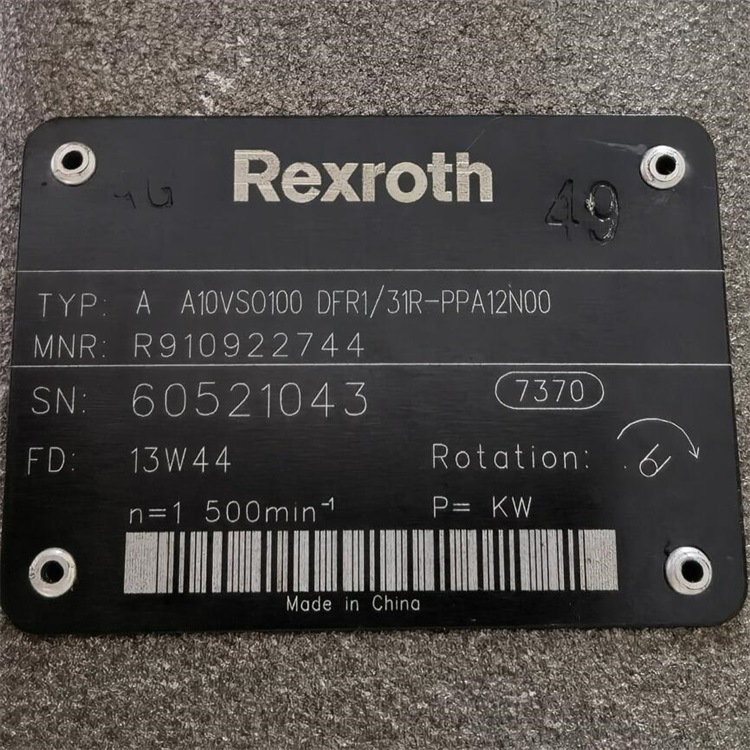 Rexroth
49
TYP: A A10VSO100 DFR1/31R-PPA12N00
MNR: R910922744
SN: 60521043 7370
FD: 13W44 Rotation:
n=1 500min⁻¹ P= KW
Made in China